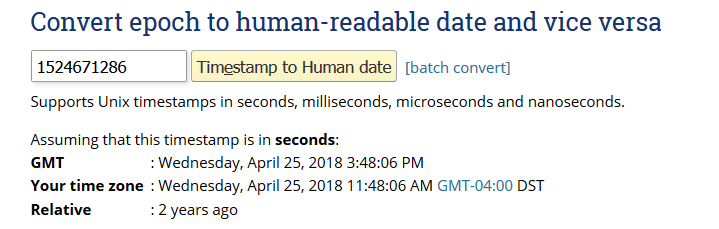 Convert epoch to human-readable date and vice versa
1524671286 Timestamp to Human date [batch convert]
Supports Unix timestamps in seconds, milliseconds, microseconds and nanoseconds.
Assuming that this timestamp is in seconds:
GMT : Wednesday, April 25, 2018 3:48:06 PM
Your time zone : Wednesday, April 25, 2018 11:48:06 AM GMT-04:00 DST
Relative : 2 years ago